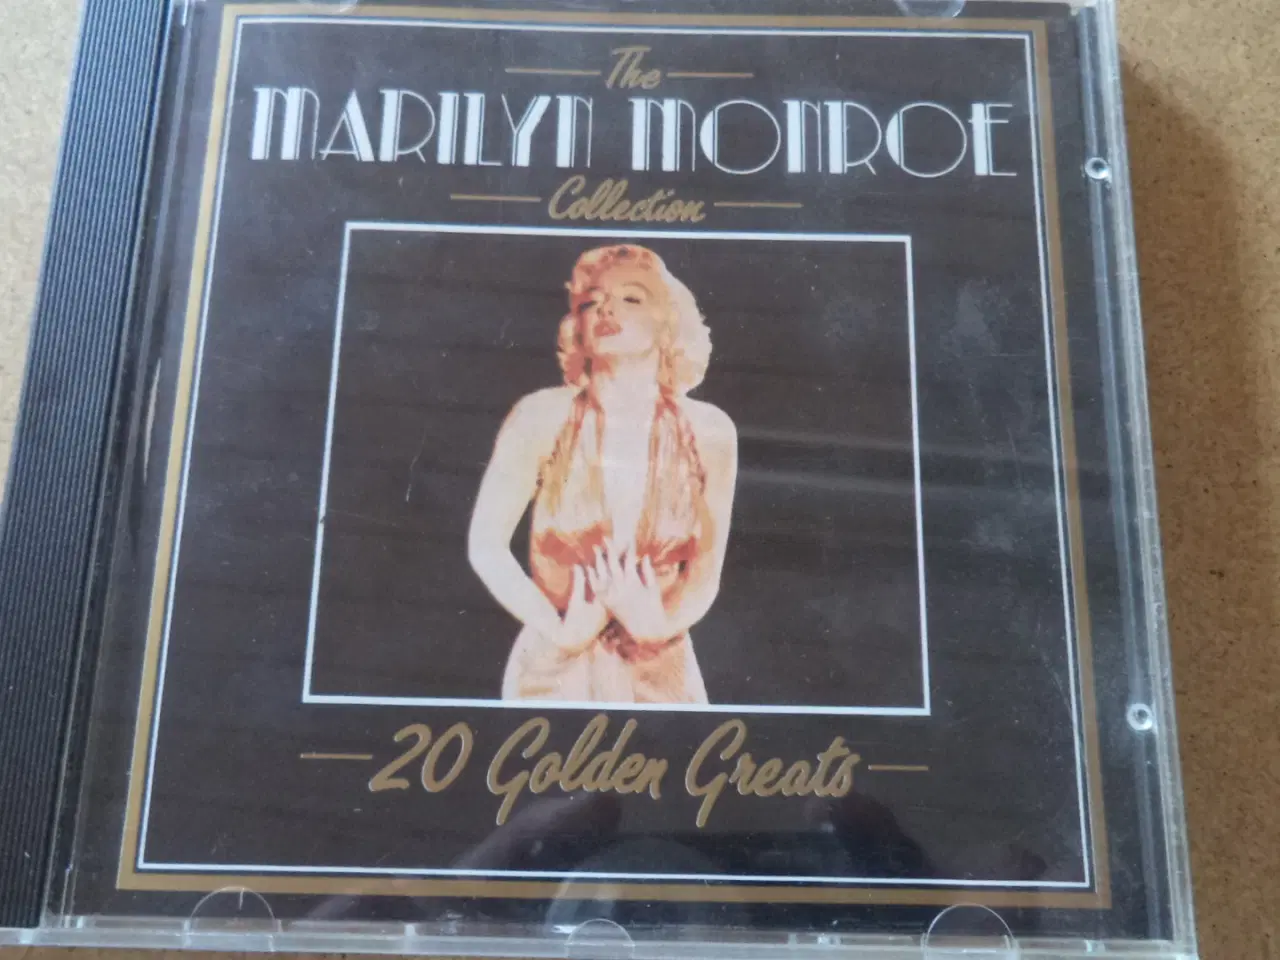 The
MARILYN MONROE
Collection
20 Golden Greats